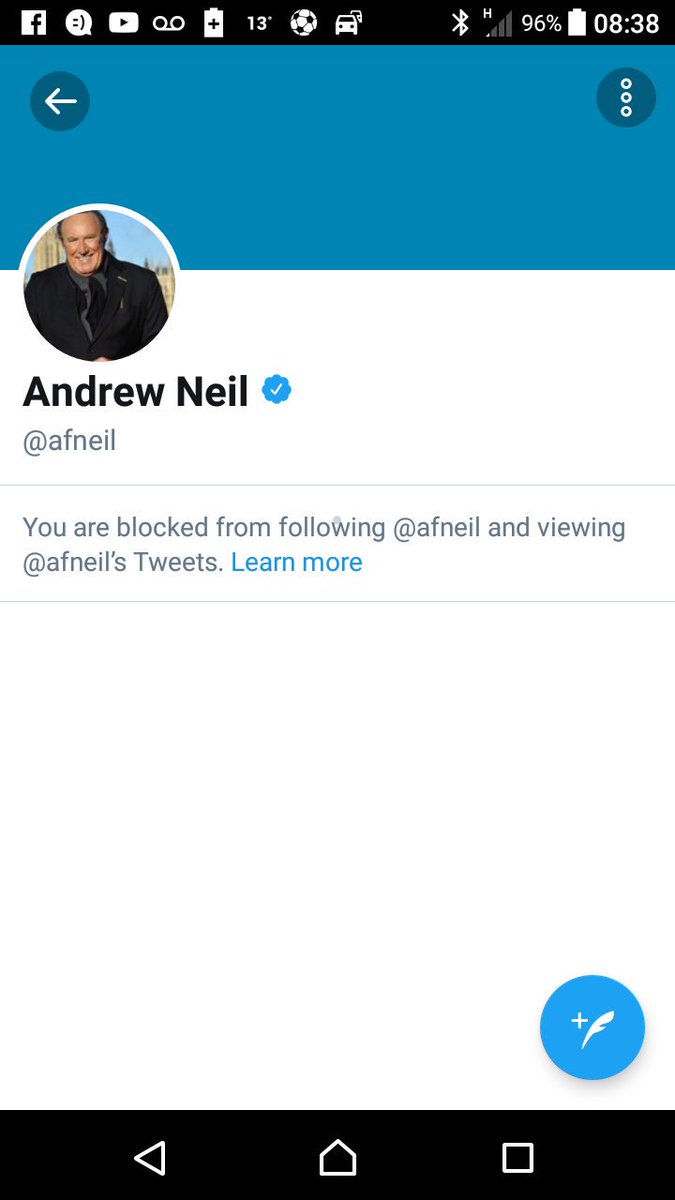 13° H 96% 08:38
Andrew Neil
@afneil
You are blocked from following @afneil and viewing
@afneil’s Tweets. Learn more